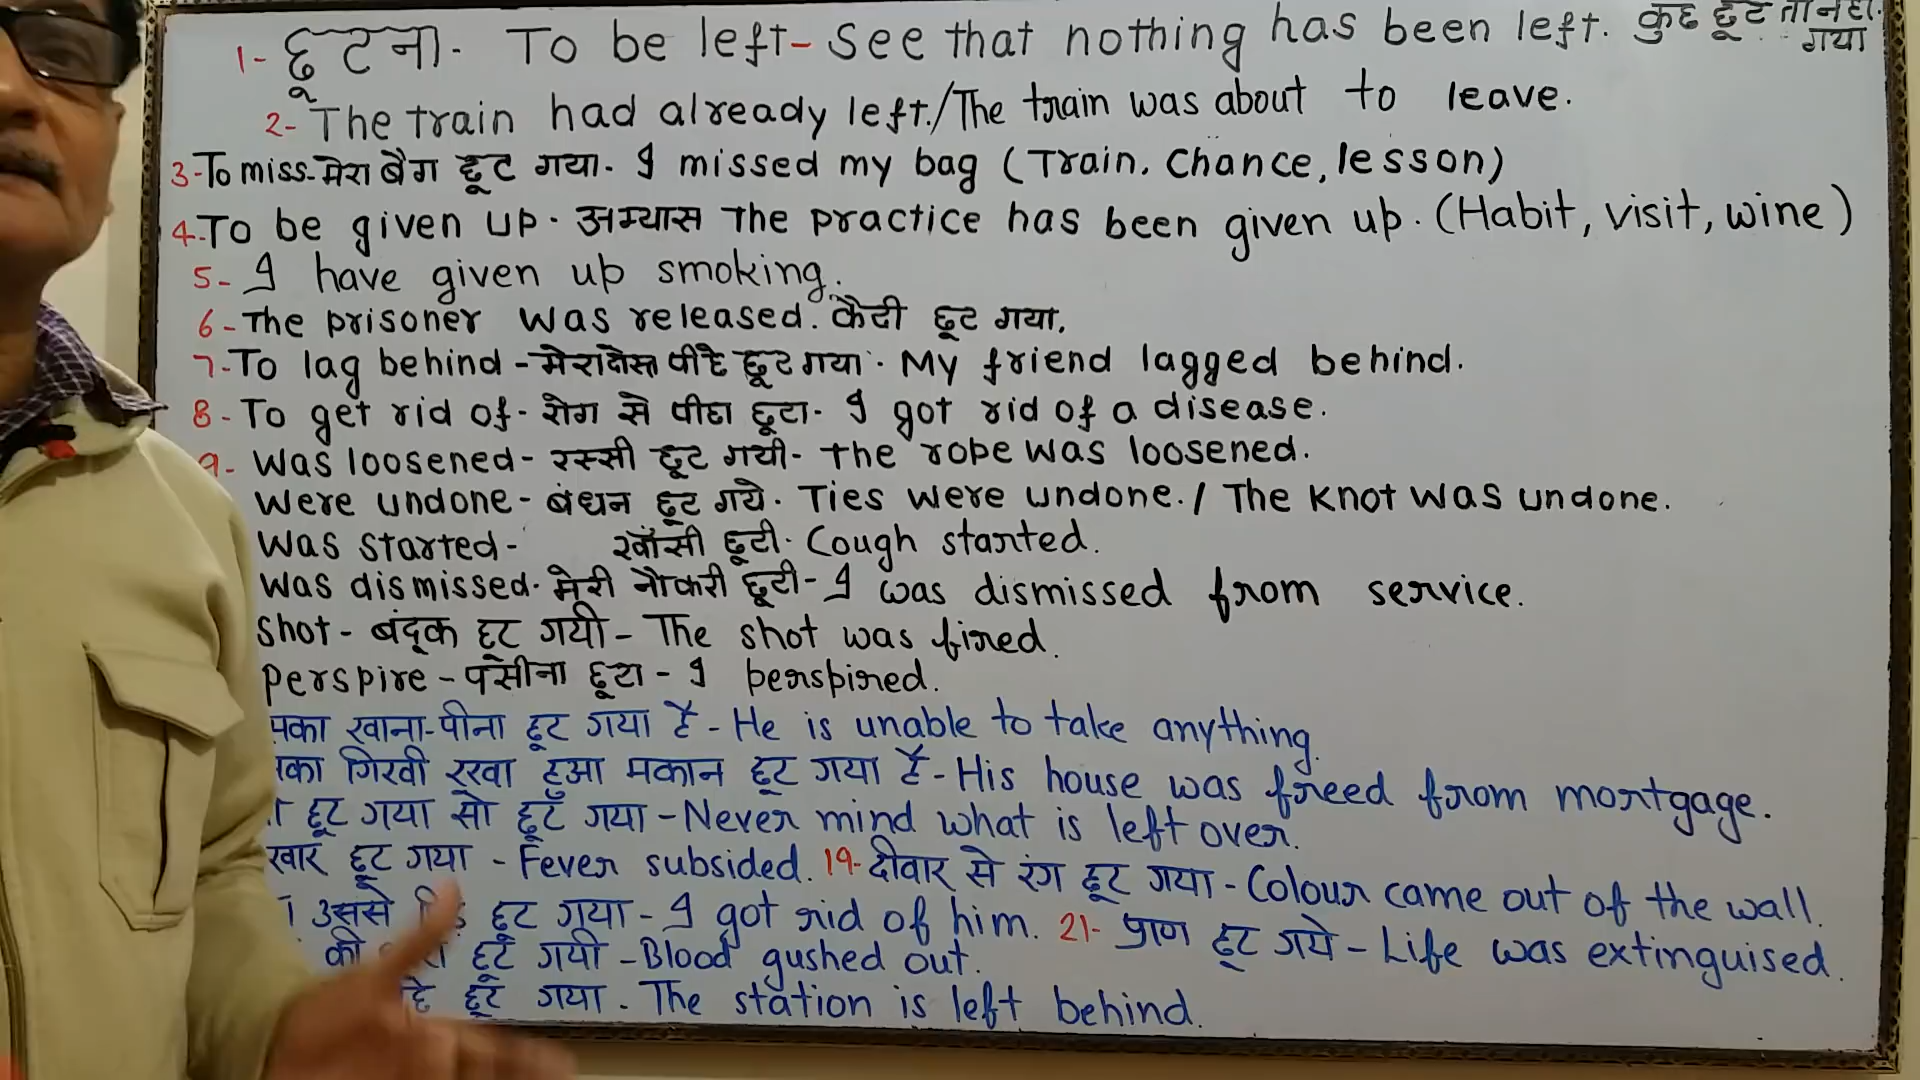 1- छूटना- To be left- see that nothing has been left. कुछ छूट तो नहीं गया
2- The train had already left./The train was about to leave.
3-To miss-मेरा बैग छूट गया- I missed my bag (Train, Chance, lesson)
4-To be given up- अभ्यास The practice has been given up. (Habit, visit, wine)
5- I have given up smoking.
6-The prisoner was released. कैदी छूट गया.
7-To lag behind-मेरा दोस्त पीछे छूट गया. My friend lagged behind.
8-To get rid of- रोग से पीछा छूटा- I got rid of a disease.
9- Was loosened- रस्सी छूट गयी- The rope was loosened.
Were undone- बंधन छूट गये. Ties were undone./ The Knot was undone.
Was started- खाँसी छूटी. Cough started.
Was dismissed. मेरी नौकरी छूटी- I was dismissed from service.
Shot- बंदूक छूट गयी- The shot was fired.
Perspire-पसीना छूटा- I perspired.
खाना-पीना छूट गया है-He is unable to take anything.
गिरवी रखा हुआ मकान छूट गया है-His house was freed from mortgage.
छूट गया सो छूट गया-Never mind what is left over.
छूट गया -Fever subsided. 19-दीवार से रंग छूट गया-Colour came out of the wall.
उससे छूट गया-I got rid of him. 21- प्राण छूट गये-Life was extinguised.
की छूट गयी -Blood gushed out.
छूट गया. The station is left behind.